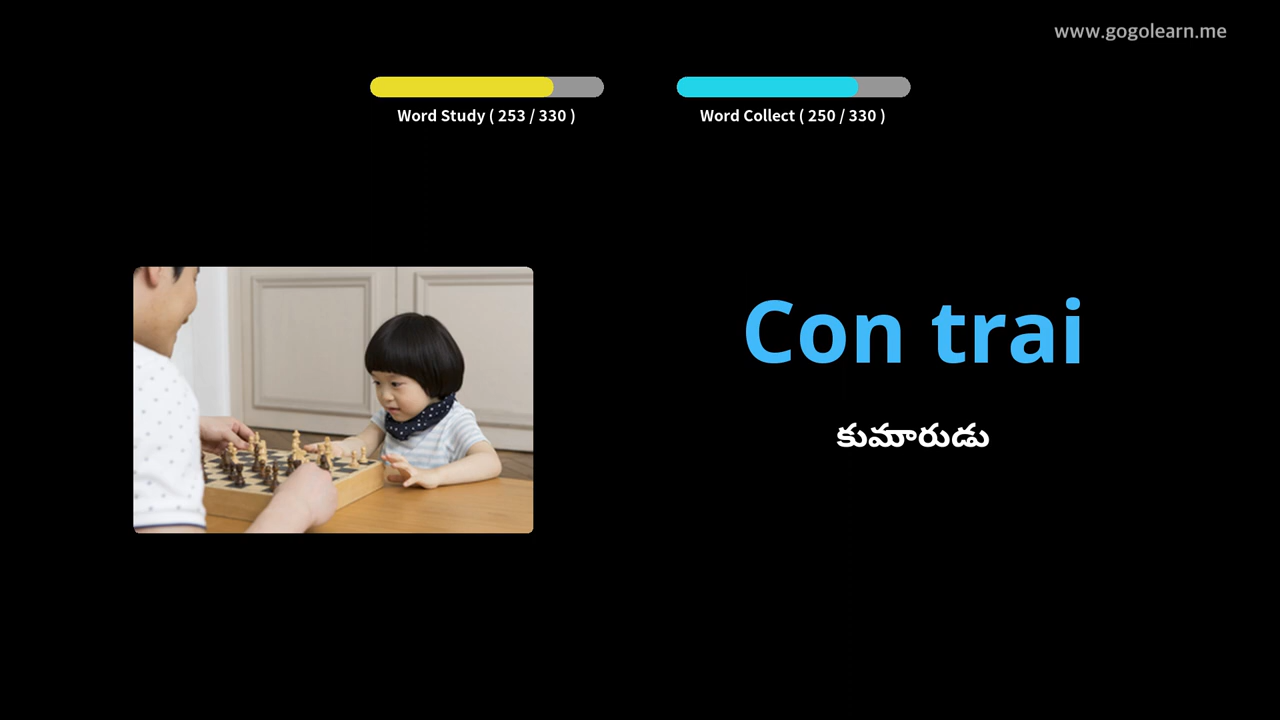 www.gogolearn.me
Word Study ( 253 / 330 )
Word Collect ( 250 / 330 )
Con trai
కుమారుడు